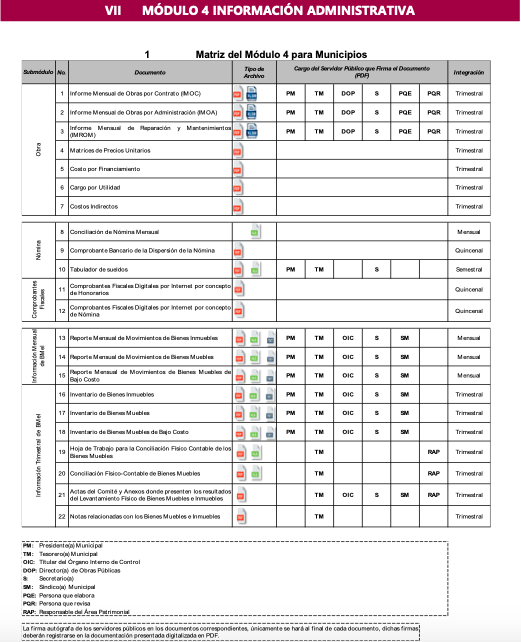 VII MÓDULO 4 INFORMACIÓN ADMINISTRATIVA
1 Matriz del Módulo 4 para Municipios
Submódulo No. Documento Tipo de Archivo Cargo del Servidor Público que Firma el Documento (PDF) Integración
Obra
1 Informe Mensual de Obras por Contrato (IMOC) PM TM DOP S PQE PQR Trimestral
2 Informe Mensual de Obras por Administración (IMOA) PM TM DOP S PQE PQR Trimestral
3 Informe Mensual de Reparación y Mantenimientos (IMROM) PM TM DOP S PQE PQR Trimestral
4 Matrices de Precios Unitarios Trimestral
5 Costo por Financiamiento Trimestral
6 Cargo por Utilidad Trimestral
7 Costos Indirectos Trimestral
Nómina
8 Conciliación de Nómina Mensual Mensual
9 Comprobante Bancario de la Dispersión de la Nómina Quincenal
10 Tabulador de sueldos PM TM S Semestral
Comprobantes Fiscales
11 Comprobantes Fiscales Digitales por Internet por concepto de Honorarios Quincenal
12 Comprobantes Fiscales Digitales por Internet por concepto de Nómina Quincenal
Información Mensual de BMeI
13 Reporte Mensual de Movimientos de Bienes Inmuebles PM TM OIC S SM Mensual
14 Reporte Mensual de Movimientos de Bienes Muebles PM TM OIC S SM Mensual
15 Reporte Mensual de Movimientos de Bienes Muebles de Bajo Costo PM TM OIC S SM Mensual
Información Trimestral de BMeI
16 Inventario de Bienes Inmuebles PM TM OIC S SM Trimestral
17 Inventario de Bienes Muebles PM TM OIC S SM Trimestral
18 Inventario de Bienes Muebles de Bajo Costo PM TM OIC S SM Trimestral
19 Hoja de Trabajo para la Conciliación Físico Contable de los Bienes Muebles TM RAP Trimestral
20 Conciliación Físico-Contable de Bienes Muebles TM RAP Trimestral
21 Actas del Comité y Anexos donde presenten los resultados del Levantamiento Físico de Bienes Muebles e Inmuebles TM OIC S SM RAP Trimestral
22 Notas relacionadas con los Bienes Muebles e Inmuebles TM Trimestral
PM: Presidente(a) Municipal
TM: Tesorero(a) Municipal
OIC: Titular del Órgano Interno de Control
DOP: Director(a) de Obras Públicas
S: Secretario(a)
SM: Síndico(a) Municipal
PQE: Persona que elabora
PQR: Persona que revisa
RAP: Responsable del Área Patrimonial
La firma autógrafa de los servidores públicos en los documentos correspondientes, únicamente se hará al final de cada documento, dichas firmas
deberán registrarse en la documentación presentada digitalizada en PDF.